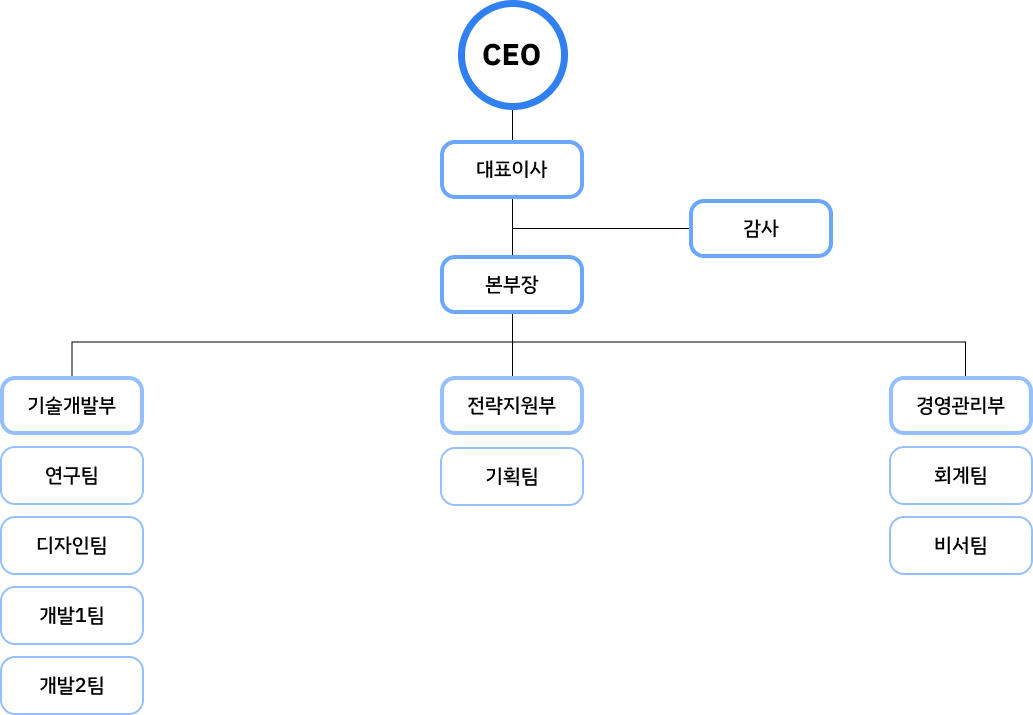 CEO
대표이사
감사
본부장
기술개발부
전략지원부
경영관리부
연구팀
기획팀
회계팀
디자인팀
비서팀
개발1팀
개발2팀